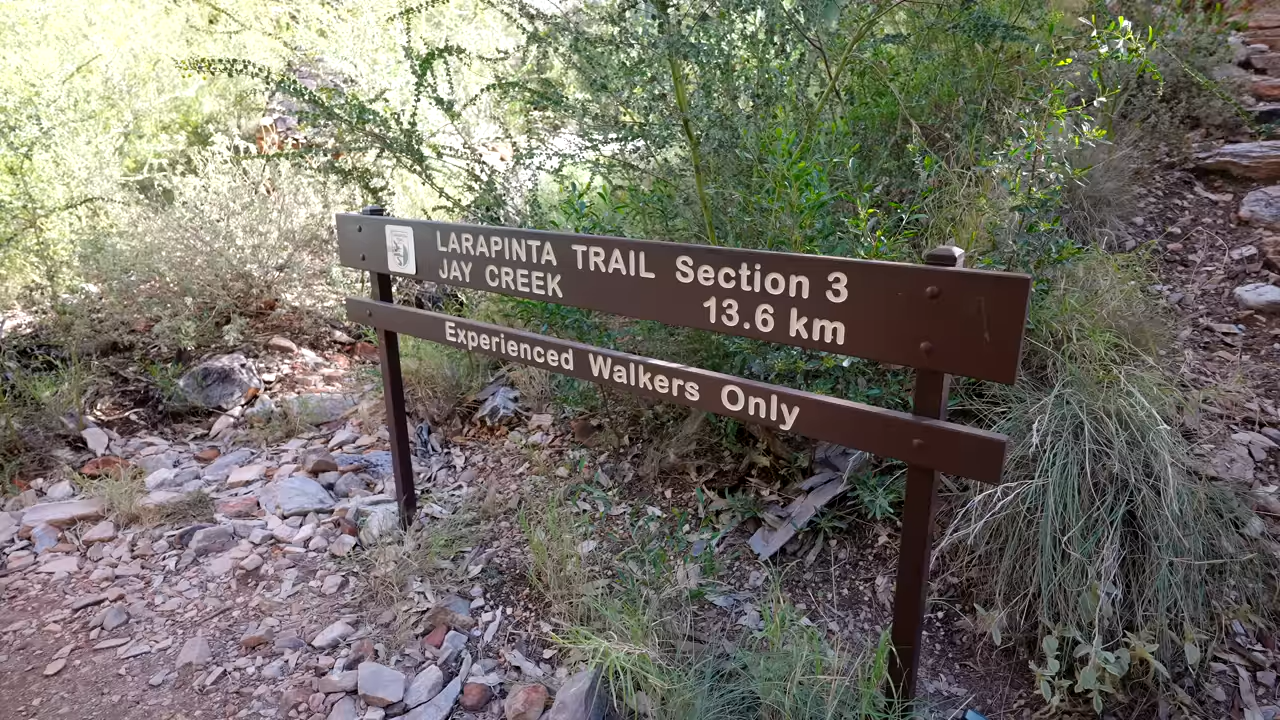 LARAPINTA TRAIL Section 3
JAY CREEK 13.6 km
Experienced Walkers Only